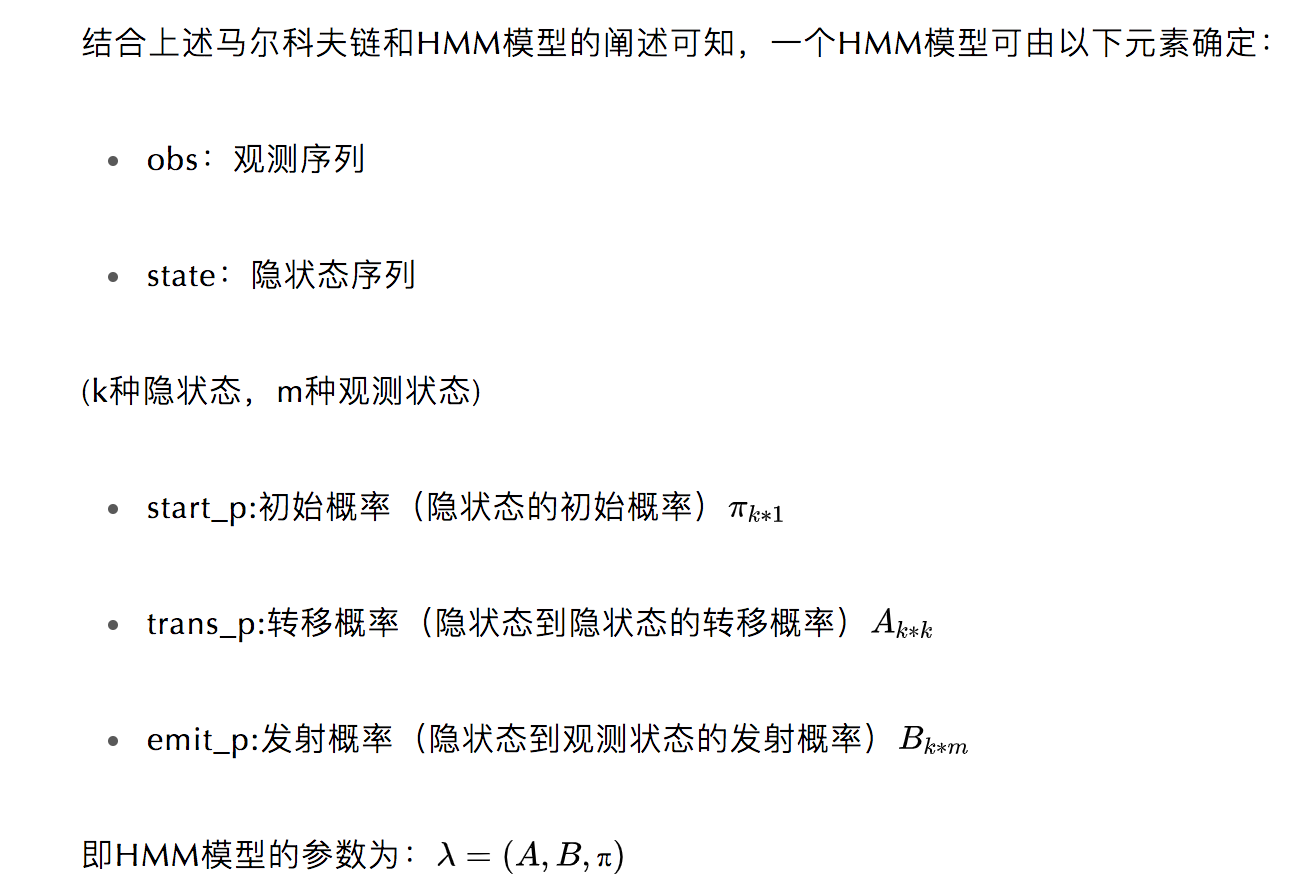 结合上述马尔科夫链和HMM模型的阐述可知，一个HMM模型可由以下元素确定：
• obs：观测序列
• state：隐状态序列
(k种隐状态，m种观测状态)
• start_p:初始概率（隐状态的初始概率）π_{k*1}
• trans_p:转移概率（隐状态到隐状态的转移概率）A_{k*k}
• emit_p:发射概率（隐状态到观测状态的发射概率）B_{k*m}
即HMM模型的参数为：λ = (A, B, π)